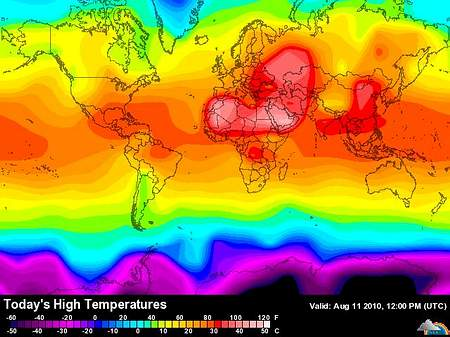 Today's High Temperatures
Valid: Aug 11 2010, 12:00 PM (UTC)
-60 -40 -20 0 20 40 60 80 100 120 F
-50 -40 -30 -20 -10 0 10 20 30 40 50 C